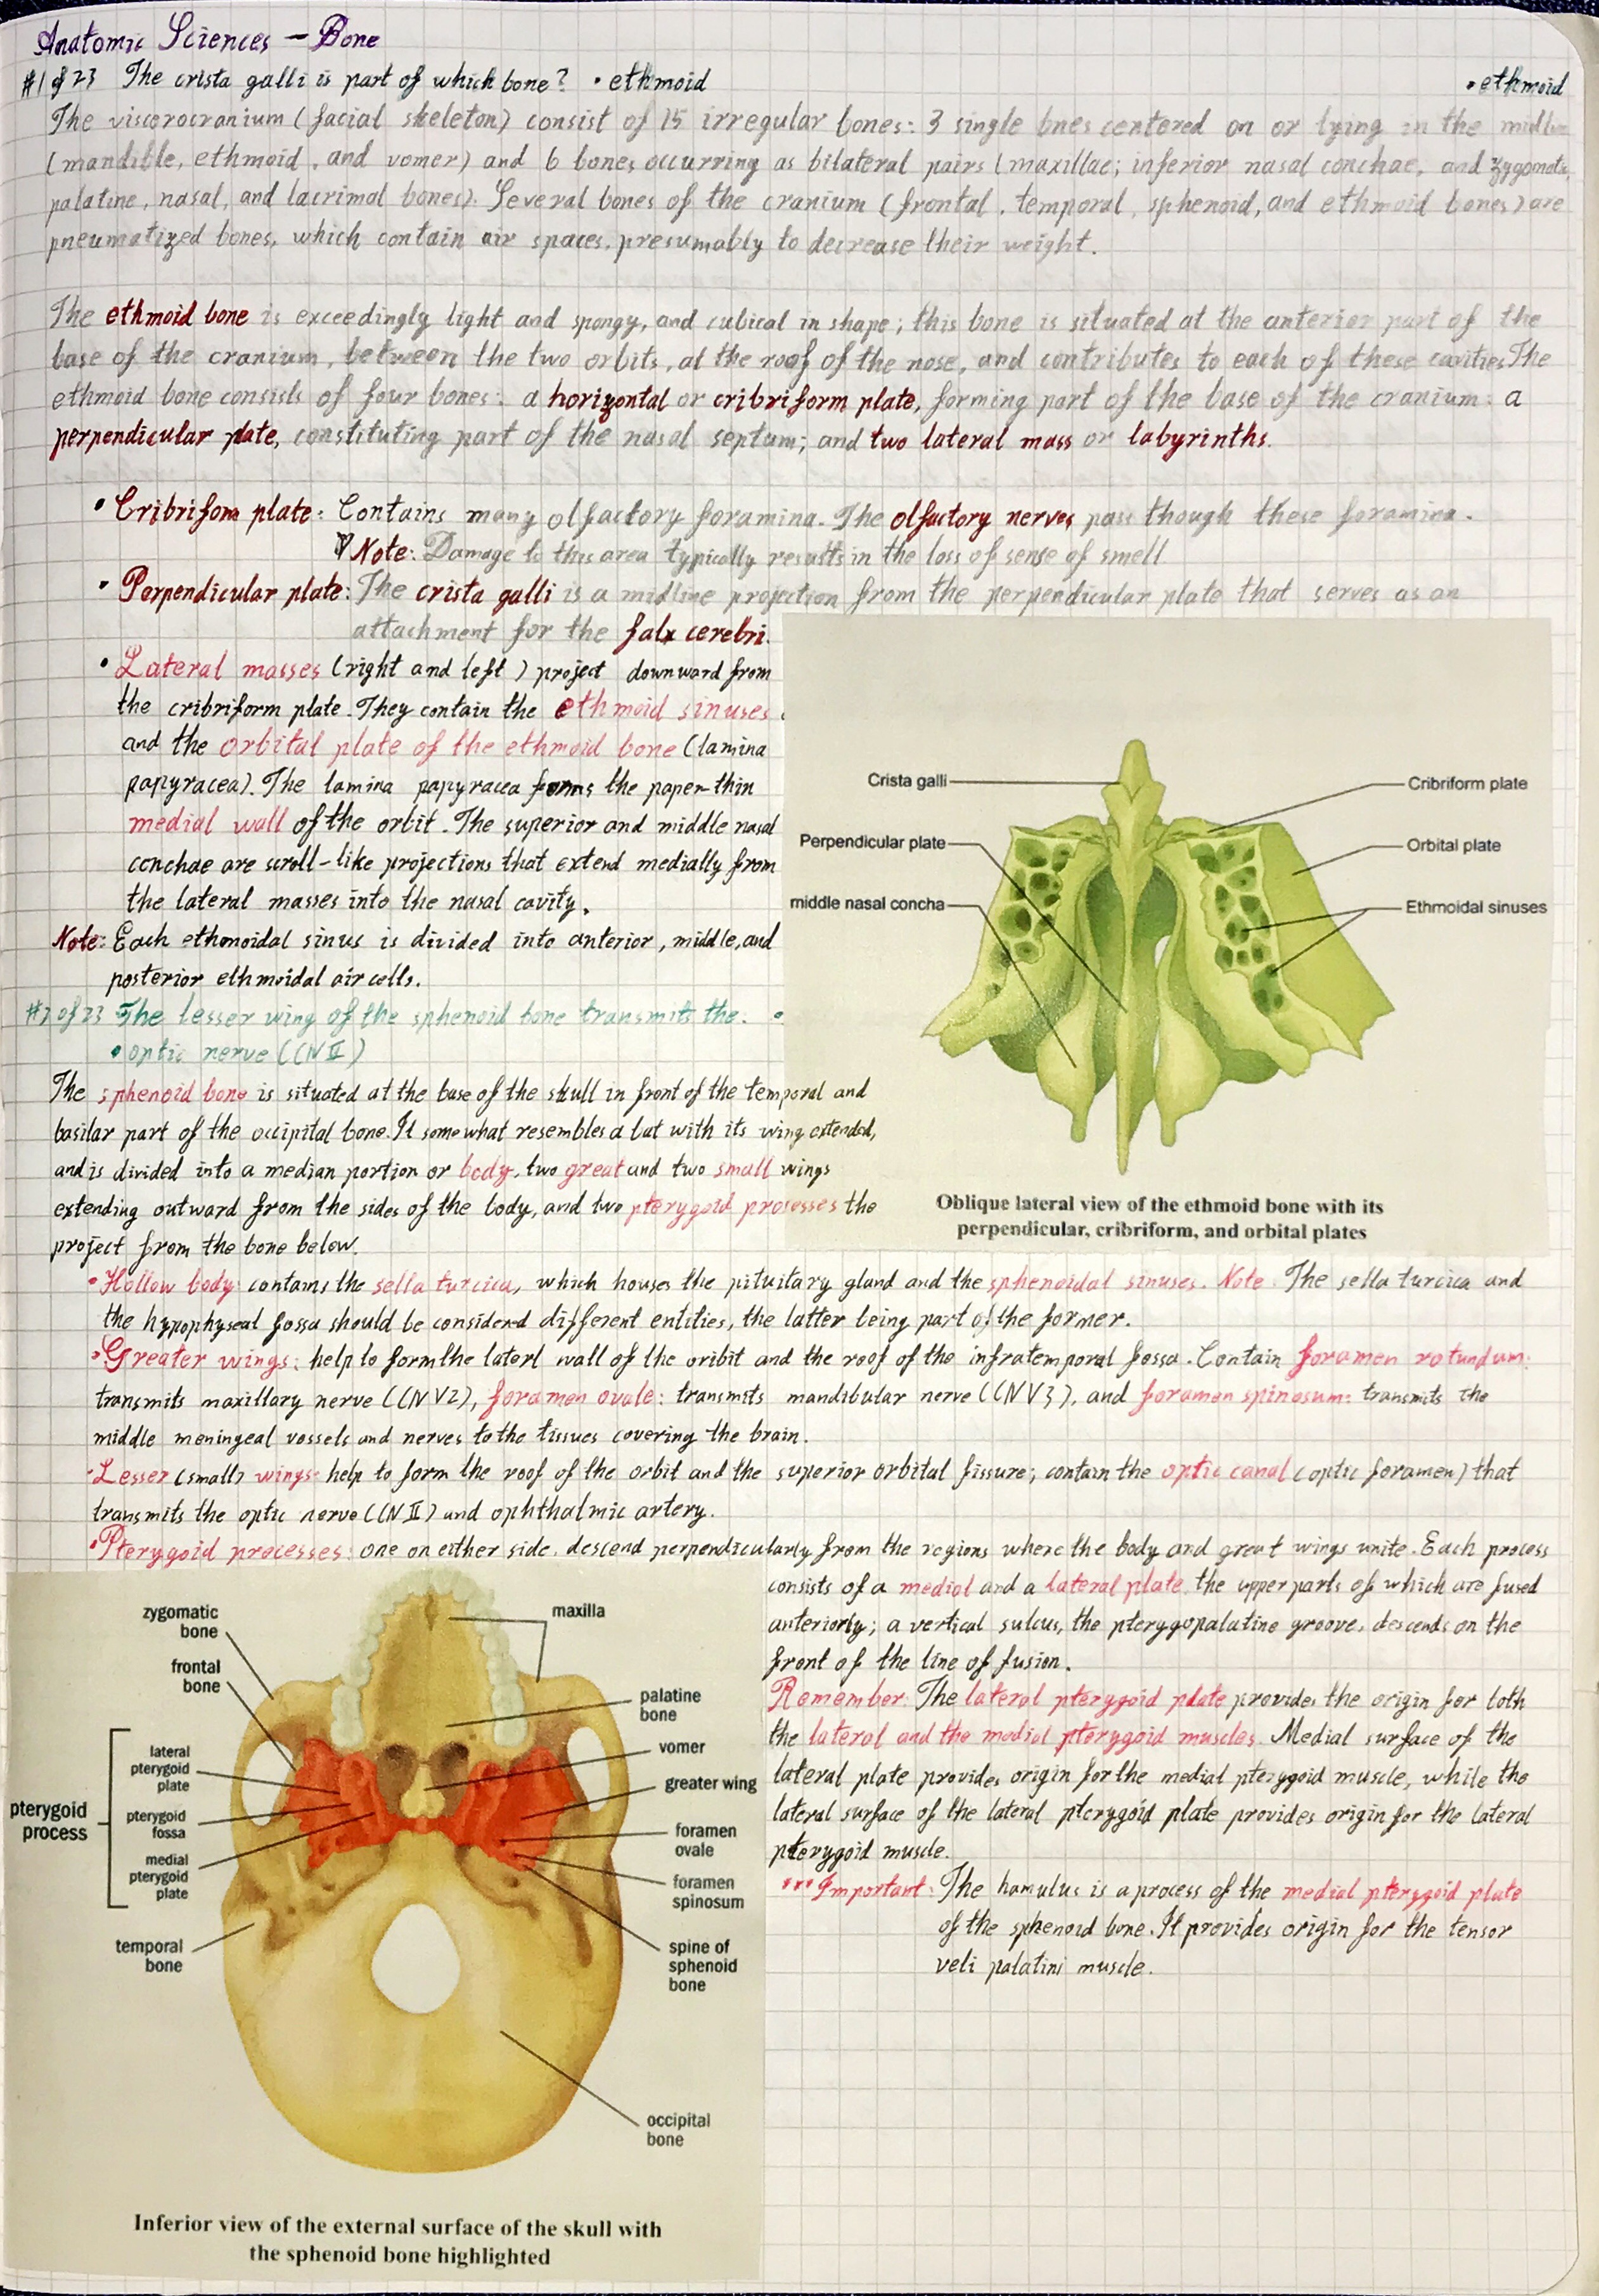 Anatomic Sciences – Bone
#1 of 23 The crista galli is part of which bone? • ethmoid • ethmoid
The viscerocranium (facial skeleton) consist of 15 irregular bones: 3 single bnes centered on or lying in the
(mandible, ethmoid, and vomer) and 6 bones occurring as bilateral pairs (maxillae; inferior nasal conchae, and
palatine, nasal, and lacrimal bones). Several bones of the cranium (frontal, temporal, sphenoid, and ethmoid bones) are
pneumatized bones, which contain air spaces, presumably to decrease their weight.
The ethmoid bone is exceedingly light and spongy, and cubical in shape; this bone is situated at the anterior part of the
base of the cranium, between the two orbits, at the roof of the nose, and contributes to each of these cavities. The
ethmoid bone consists of four bones: a horizontal or cribriform plate, forming part of the base of the cranium: a
perpendicular plate, constituting part of the nasal septum; and two lateral mass or labyrinths.
• Cribrifom plate: Contains many olfactory foramina. The olfactory nerves pass though these foramina.
Note: Damage to this area typically results in the loss of sense of smell
• Perpendicular plate: The crista galli is a midline projection from the perpendicular plate that serves as an
attachment for the falx cerebri.
• Lateral masses (right and left) project downward from
the cribriform plate. They contain the ethmoid sinuses
and the orbital plate of the ethmoid bone (lamina
papyracea). The lamina papyracea forms the paper-thin
medial wall of the orbit. The superior and middle nasal
conchae are scroll-like projections that extend medially from
the lateral masses into the nasal cavity.
Note: Each ethonoidal sinus is divided into anterior, middle, and
posterior ethmoidal air cells.
Crista galli
Perpendicular plate
middle nasal concha
Cribriform plate
Orbital plate
Ethmoidal sinuses
Oblique lateral view of the ethmoid bone with its
perpendicular, cribriform, and orbital plates
#2 of 23 The lesser wing of the sphenoid bone transmits the: •
• optic nerve (CN II)
The sphenoid bone is situated at the base of the skull in front of the temporal and
basilar part of the occipital bone. It somewhat resembles a bat with its wing extended,
and is divided into a median portion or body, two great and two small wings
extending outward from the sides of the body, and two pterygoid processes the
project from the bone below.
• Hollow body: contains the sella turcica, which houses the pituitary gland and the sphenoidal sinuses. Note: The sella turcica and
the hypophyseal fossa should be considered different entities, the latter being part of the former.
• Greater wings: help to form the laterl wall of the oribit and the roof of the infratemporal fossa. Contain foramen rotundum:
transmits maxillary nerve (CN V2), foramen ovale: transmits mandibular nerve (CN V3), and foramen spinosum: transmits the
middle meningeal vessels and nerves to the tissues covering the brain.
• Lesser (small) wings: help to form the roof of the orbit and the superior orbital fissure; contain the optic canal (optic foramen) that
transmits the optic nerve (CN II) and ophthalmic artery.
• Pterygoid processes: one on either side, descend perpendicularly from the regions where the body and great wings unite. Each process
consists of a medial and a lateral plate, the upper parts of which are fused
anteriorly; a vertical sulcus, the pterygopalatine groove, descends on the
front of the line of fusion.
Remember: The lateral pterygoid plate provides the origin for both
the lateral and the medial pterygoid muscles. Medial surface of the
lateral plate provides origin for the medial pterygoid muscle, while the
lateral surface of the lateral pterygoid plate provides origin for the lateral
pterygoid muscle.
***Important: The hamulus is a process of the medial pterygoid plate
of the sphenoid bone. It provides origin for the tensor
veli palatini muscle.
zygomatic
bone
frontal
bone
lateral
pterygoid
plate
pterygoid
process
pterygoid
fossa
medial
pterygoid
plate
temporal
bone
maxilla
palatine
bone
vomer
greater wing
foramen
ovale
foramen
spinosum
spine of
sphenoid
bone
occipital
bone
Inferior view of the external surface of the skull with
the sphenoid bone highlighted